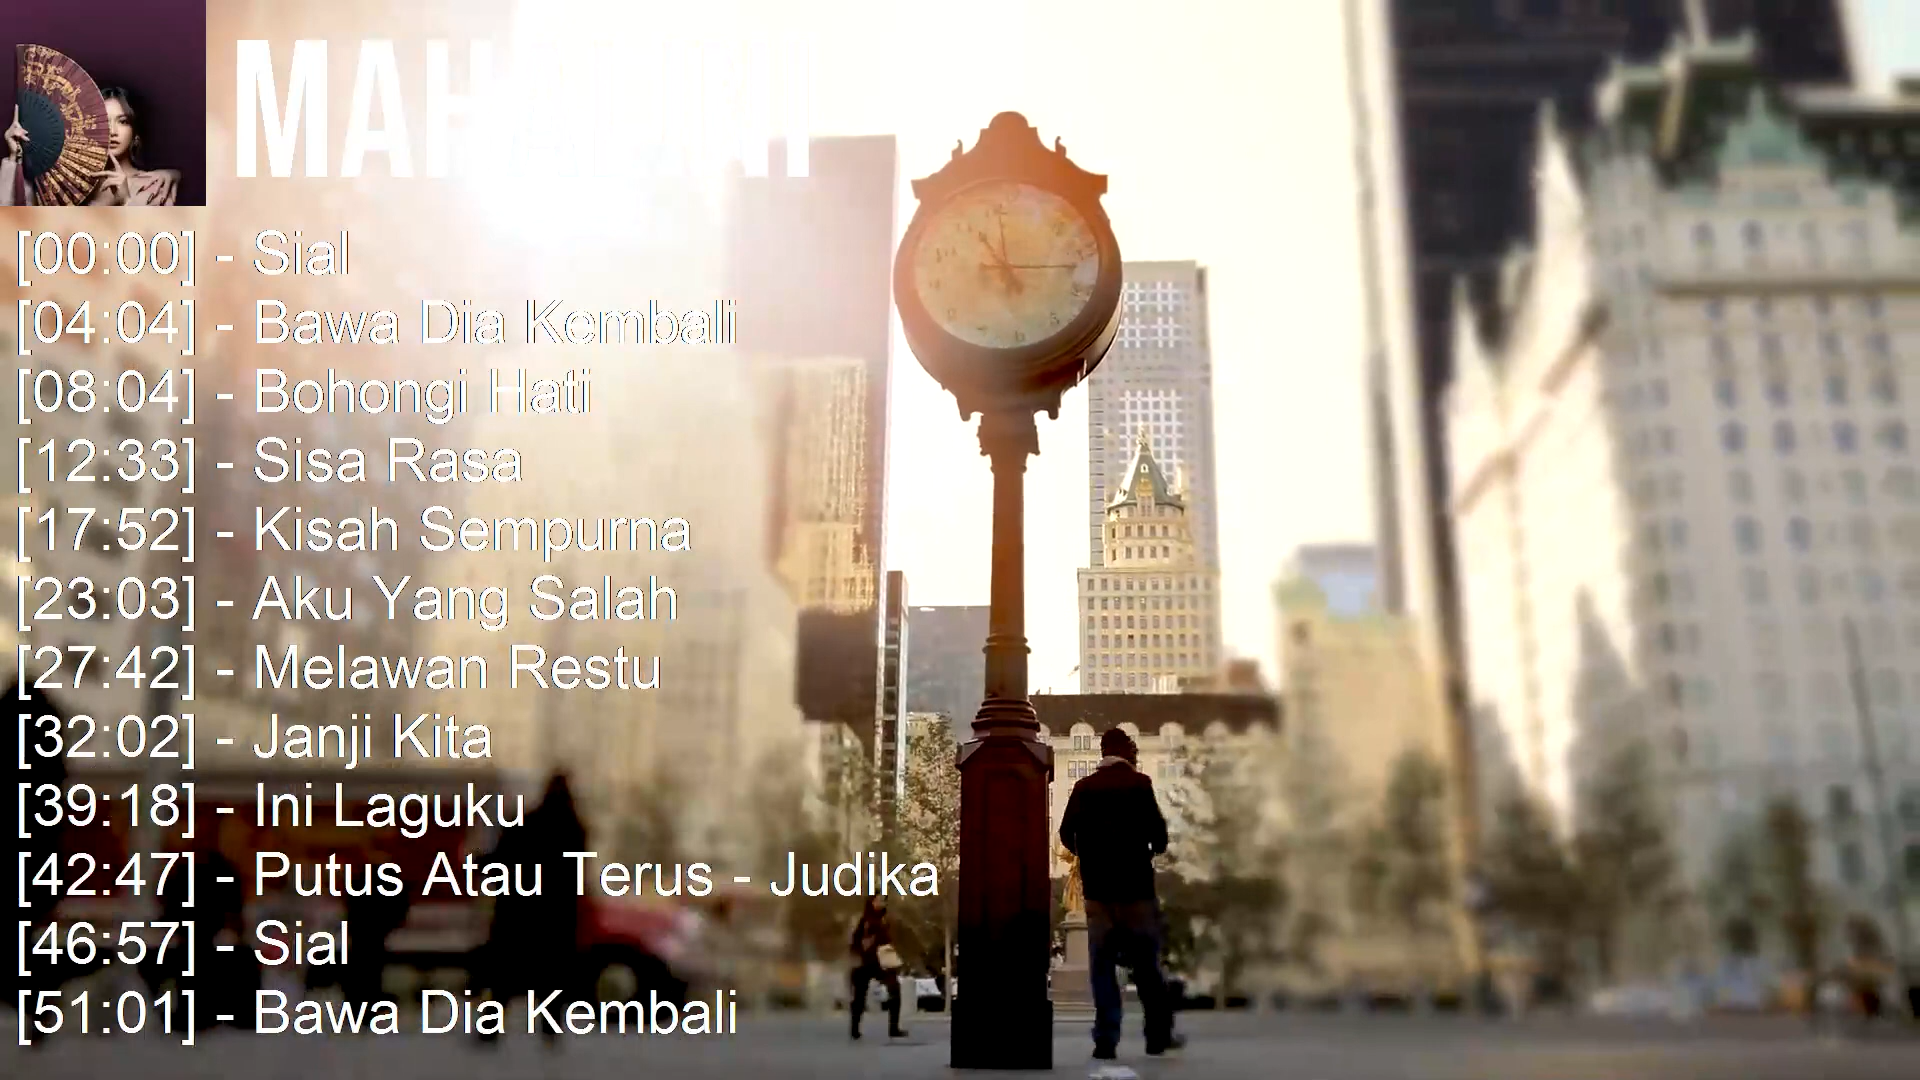 [00:00] - Sial
[04:04] - Bawa Dia Kembali
[08:04] - Bohongi Hati
[12:33] - Sisa Rasa
[17:52] - Kisah Sempurna
[23:03] - Aku Yang Salah
[27:42] - Melawan Restu
[32:02] - Janji Kita
[39:18] - Ini Laguku
[42:47] - Putus Atau Terus - Judika
[46:57] - Sial
[51:01] - Bawa Dia Kembali